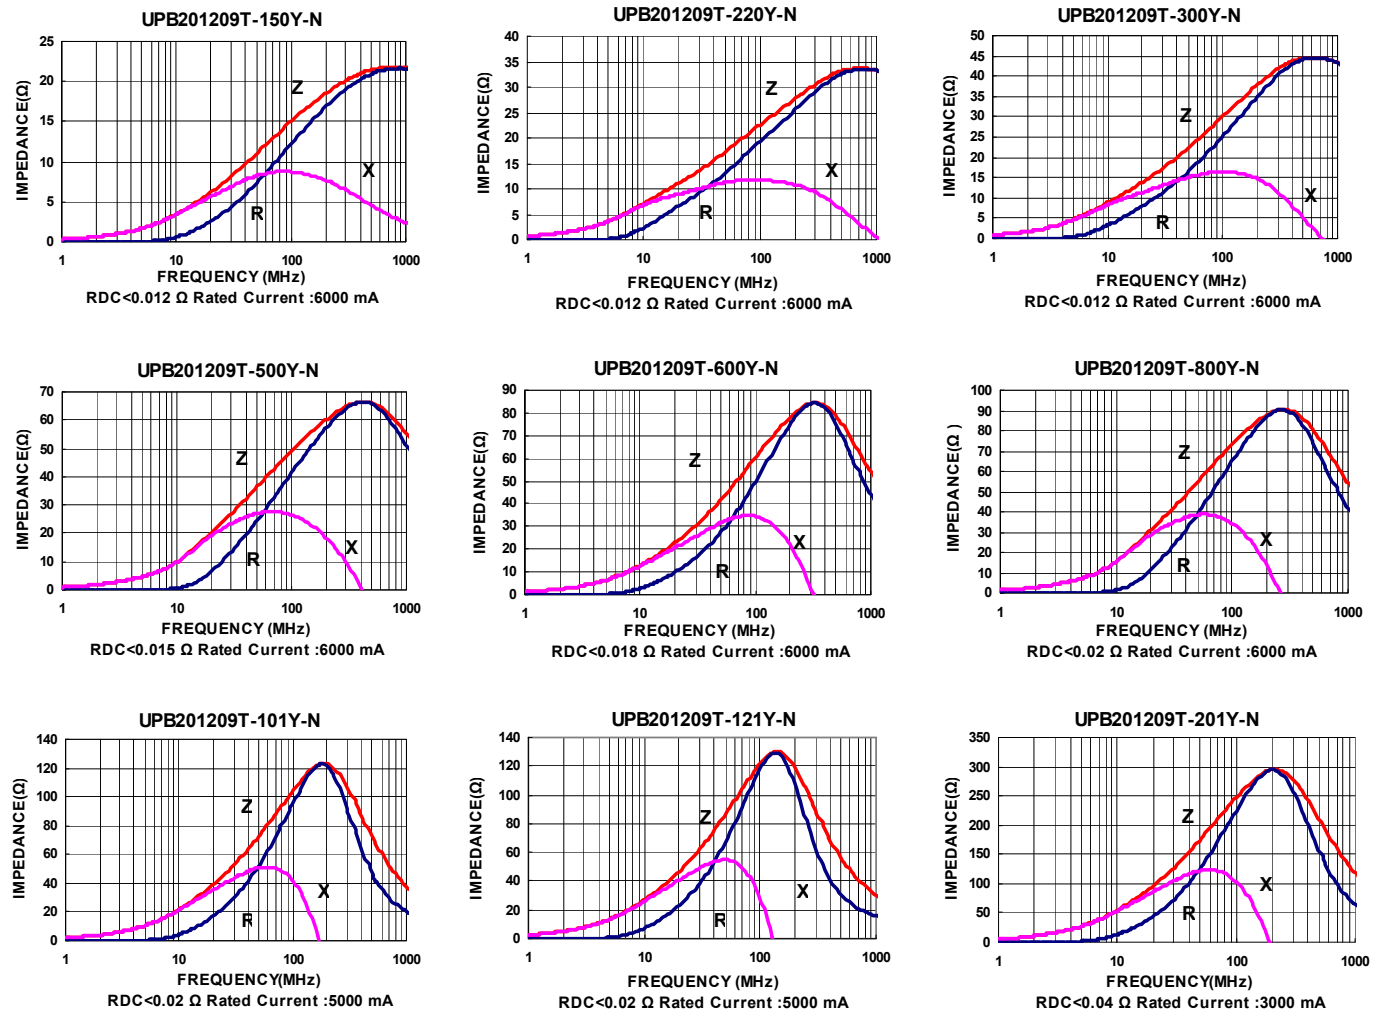 UPB201209T-150Y-N
IMPEDANCE(Ω)
25
20
15
10
5
0
Z
X
R
1 10 100 1000
FREQUENCY (MHz)
RDC<0.012 Ω Rated Current :6000 mA
UPB201209T-220Y-N
IMPEDANCE(Ω)
40
35
30
25
20
15
10
5
0
Z
X
R
1 10 100 1000
FREQUENCY (MHz)
RDC<0.012 Ω Rated Current :6000 mA
UPB201209T-300Y-N
IMPEDANCE(Ω)
50
45
40
35
30
25
20
15
10
5
0
Z
X
R
1 10 100 1000
FREQUENCY (MHz)
RDC<0.012 Ω Rated Current :6000 mA
UPB201209T-500Y-N
IMPEDANCE(Ω)
70
60
50
40
30
20
10
0
Z
X
R
1 10 100 1000
FREQUENCY (MHz)
RDC<0.015 Ω Rated Current :6000 mA
UPB201209T-600Y-N
IMPEDANCE(Ω)
90
80
70
60
50
40
30
20
10
0
Z
X
R
1 10 100 1000
FREQUENCY (MHz)
RDC<0.018 Ω Rated Current :6000 mA
UPB201209T-800Y-N
IMPEDANCE(Ω )
100
90
80
70
60
50
40
30
20
10
0
Z
X
R
1 10 100 1000
FREQUENCY (MHz)
RDC<0.02 Ω Rated Current :6000 mA
UPB201209T-101Y-N
IMPEDANCE(Ω)
140
120
100
80
60
40
20
0
Z
X
R
1 10 100 1000
FREQUENCY(MHz)
RDC<0.02 Ω Rated Current :5000 mA
UPB201209T-121Y-N
IMPEDANCE(Ω)
140
120
100
80
60
40
20
0
Z
X
R
1 10 100 1000
FREQUENCY (MHz)
RDC<0.02 Ω Rated Current :5000 mA
UPB201209T-201Y-N
IMPEDANCE(Ω)
350
300
250
200
150
100
50
0
Z
X
R
1 10 100 1000
FREQUENCY (MHz)
RDC<0.04 Ω Rated Current :3000 mA